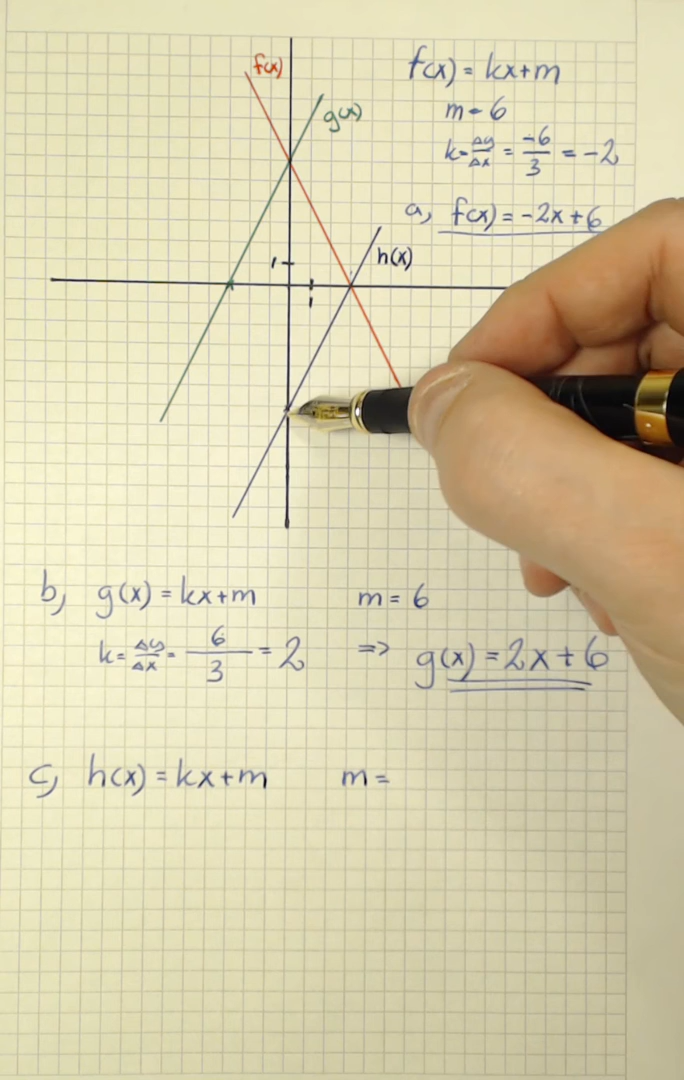 f(x)
g(x)
h(x)
1
1
f(x) = kx+m
m = 6
k = Δy/Δx = -6/3 = -2
a, f(x) = -2x+6
b, g(x) = kx+m m = 6
k = Δy/Δx = 6/3 = 2 => g(x) = 2x+6
c, h(x) = kx+m m =